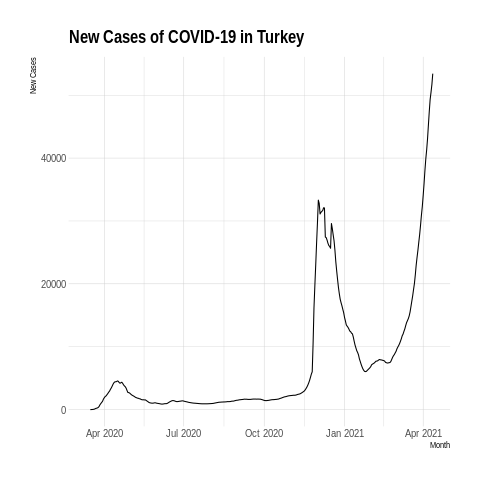 New Cases of COVID-19 in Turkey
New Cases
40000
20000
0
Apr 2020 Jul 2020 Oct 2020 Jan 2021 Apr 2021
Month